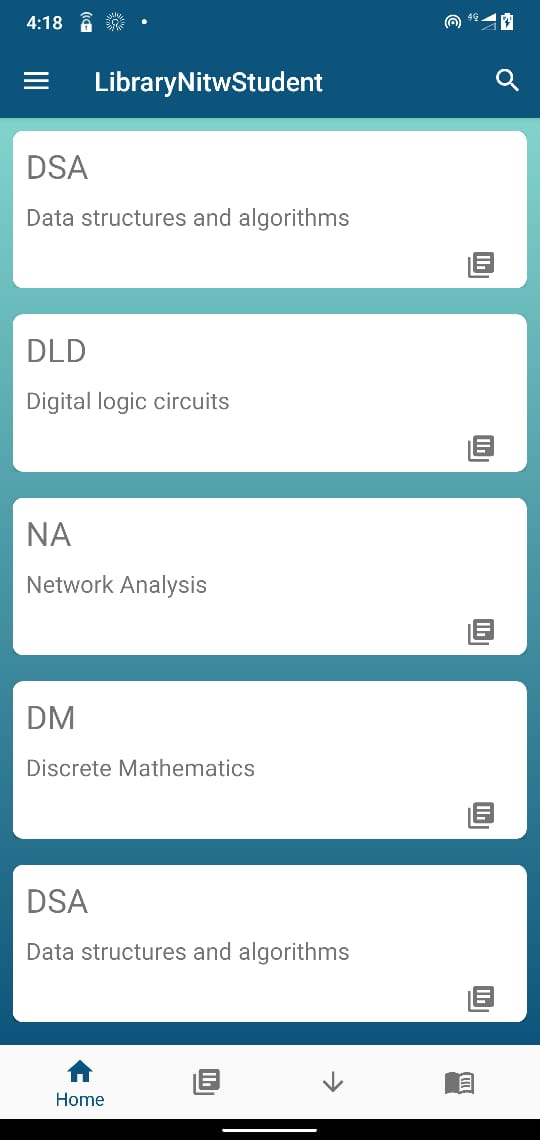 4:18
4G
LibraryNitwStudent
DSA
Data structures and algorithms
DLD
Digital logic circuits
NA
Network Analysis
DM
Discrete Mathematics
DSA
Data structures and algorithms
Home